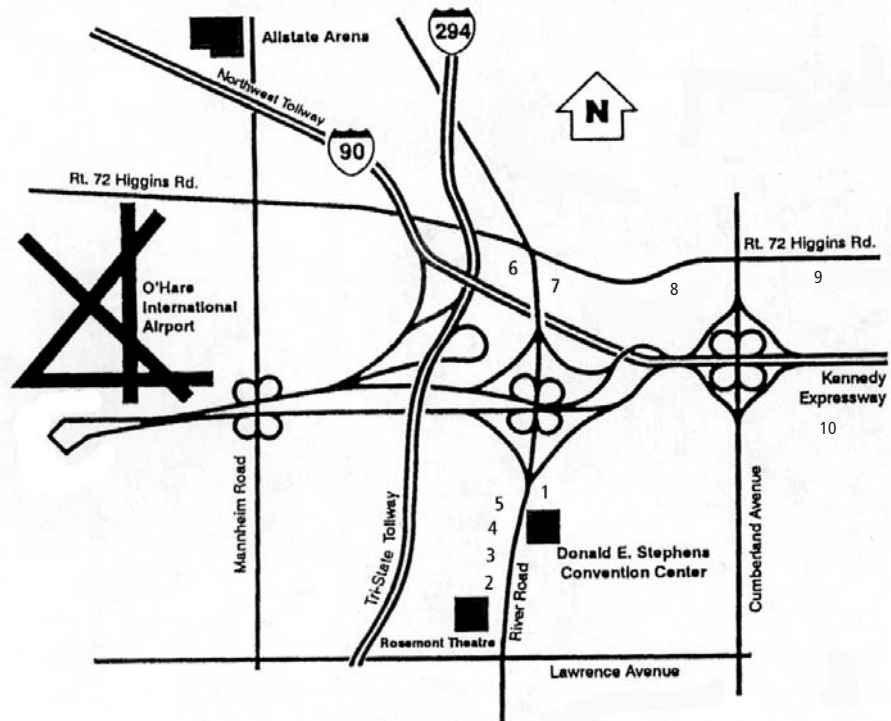 Allstate Arena
294
Northwest Tollway
N
90
Rt. 72 Higgins Rd.
Rt. 72 Higgins Rd.
6
7
8
9
O'Hare
International
Airport
Kennedy
Expressway
10
Mannheim Road
Tri-State Tollway
5
1
4
3
2
River Road
Donald E. Stephens
Convention Center
Cumberland Avenue
Rosemont Theatre
Lawrence Avenue